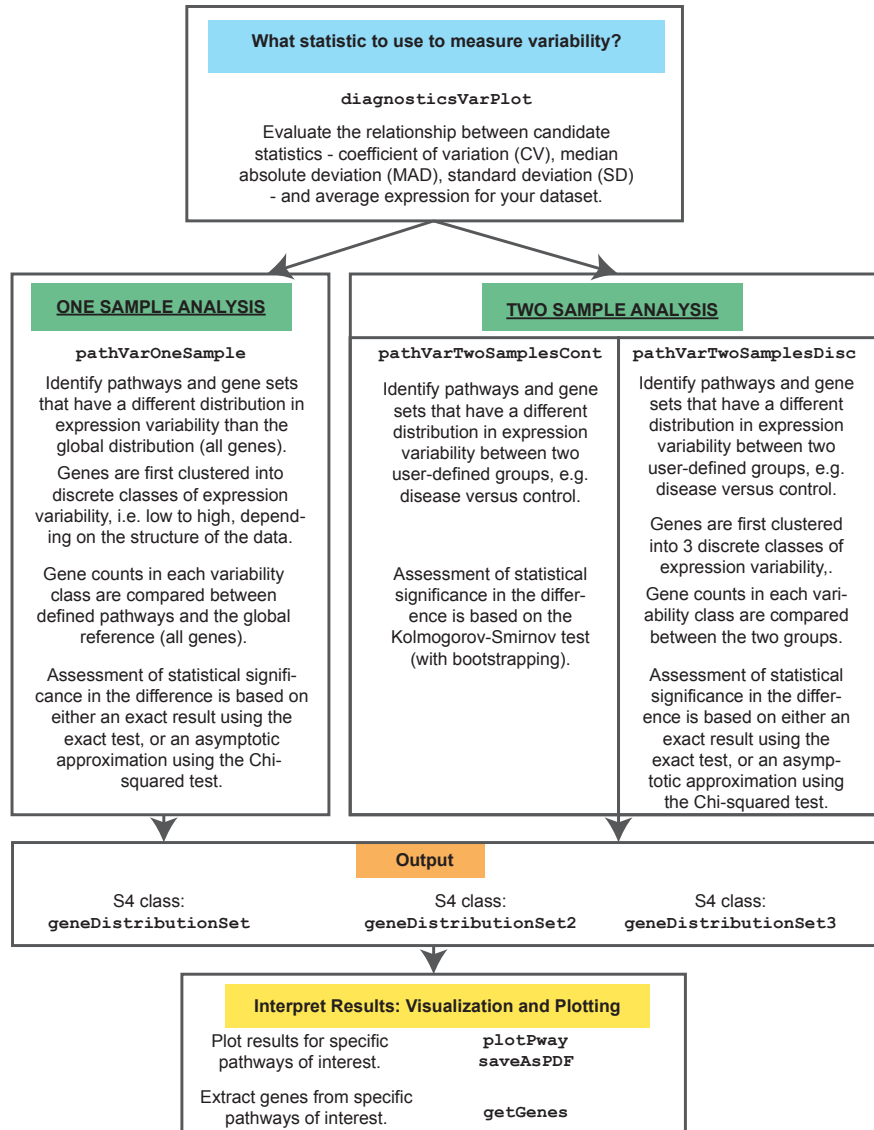 What statistic to use to measure variability?
diagnosticsVarPlot
Evaluate the relationship between candidate
statistics - coefficient of variation (CV), median
absolute deviation (MAD), standard deviation (SD)
- and average expression for your dataset.
ONE SAMPLE ANALYSIS
pathVarOneSample
Identify pathways and gene sets
that have a different distribution in
expression variability than the
global distribution (all genes).
Genes are first clustered into
discrete classes of expression
variability, i.e. low to high, depend-
ing on the structure of the data.
Gene counts in each variability
class are compared between
defined pathways and the global
reference (all genes).
Assessment of statistical signifi-
cance in the difference is based on
either an exact result using the
exact test, or an asymptotic
approximation using the Chi-
squared test.
TWO SAMPLE ANALYSIS
pathVarTwoSamplesCont
Identify pathways and gene
sets that have a different
distribution in expression
variability between two
user-defined groups, e.g.
disease versus control.
Assessment of statistical
significance in the differ-
ence is based on the
Kolmogorov-Smirnov test
(with bootstrapping).
pathVarTwoSamplesDisc
Identify pathways and gene
sets that have a different
distribution in expression
variability between two
user-defined groups, e.g.
disease versus control.
Genes are first clustered
into 3 discrete classes of
expression variability,.
Gene counts in each vari-
ability class are compared
between the two groups.
Assessment of statistical
significance in the differ-
ence is based on either an
exact result using the
exact test, or an asymp-
totic approximation using
the Chi-squared test.
Output
S4 class:
geneDistributionSet
S4 class:
geneDistributionSet2
S4 class:
geneDistributionSet3
Interpret Results: Visualization and Plotting
Plot results for specific
pathways of interest.
plotPway
saveAsPDF
Extract genes from specific
pathways of interest.
getGenes